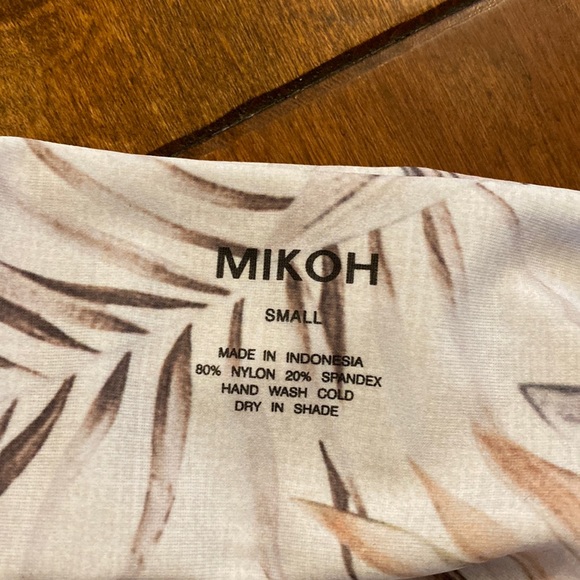 MIKOH
SMALL
MADE IN INDONESIA
80% NYLON 20% SPANDEX
HAND WASH COLD
DRY IN SHADE